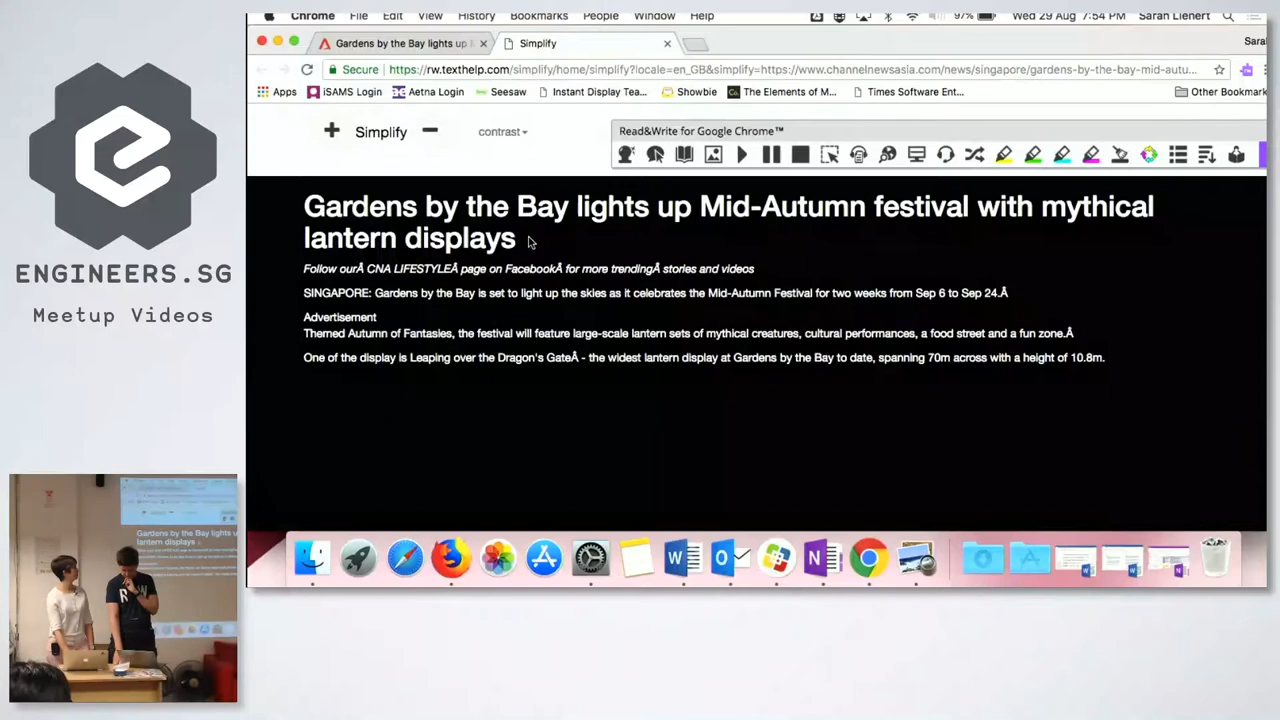 Chrome File Edit View History Bookmarks People Window Help 97% Wed 29 Aug 7:54 PM Sarah Lienert
Gardens by the Bay lights up Simplify Sara
Secure https://rw.texthelp.com/simplify/home/simplify?locale=en_GB&simplify=https://www.channelnewsasia.com/news/singapore/gardens-by-the-bay-mid-autu...
Apps iSAMS Login Aetna Login Seesaw Instant Display Tea... Showbie The Elements of M... Times Software Ent... Other Bookmark
+ Simplify − contrast
Read&Write for Google Chrome™
Gardens by the Bay lights up Mid-Autumn festival with mythical
lantern displays
Follow ourÂ CNA LIFESTYLEÂ page on FacebookÂ for more trendingÂ stories and videos
SINGAPORE: Gardens by the Bay is set to light up the skies as it celebrates the Mid-Autumn Festival for two weeks from Sep 6 to Sep 24.Â
Advertisement
Themed Autumn of Fantasies, the festival will feature large-scale lantern sets of mythical creatures, cultural performances, a food street and a fun zone.Â
One of the display is Leaping over the Dragon's GateÂ - the widest lantern display at Gardens by the Bay to date, spanning 70m across with a height of 10.8m.
ENGINEERS.SG
Meetup Videos
Gardens by the Bay lights u
lantern displays